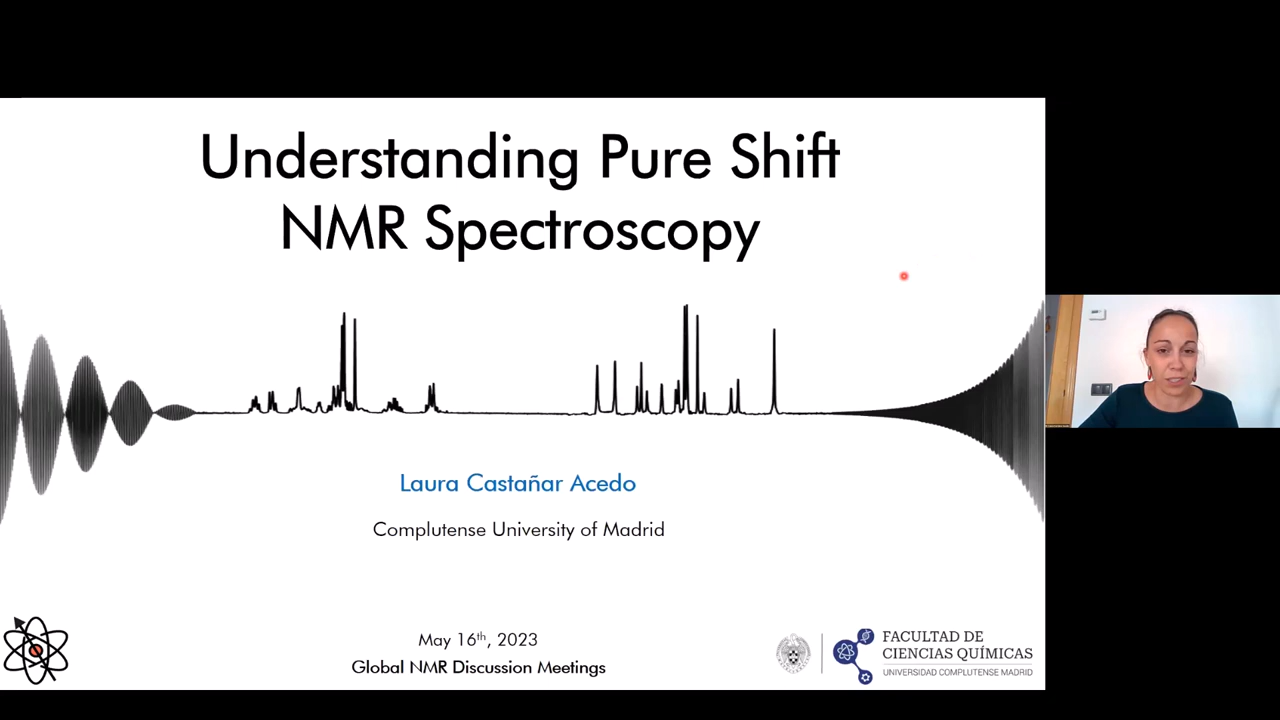 Understanding Pure Shift
NMR Spectroscopy
Laura Castañar Acedo
Complutense University of Madrid
May 16th, 2023
Global NMR Discussion Meetings
FACULTAD DE
CIENCIAS QUÍMICAS
UNIVERSIDAD COMPLUTENSE MADRID